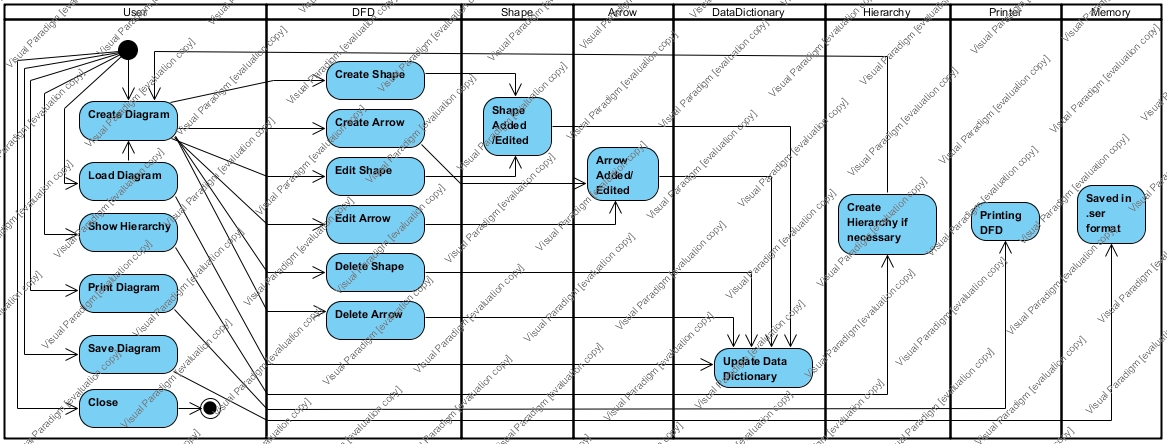 User
DFD
Shape
Arrow
DataDictionary
Hierarchy
Printer
Memory
Create Diagram
Load Diagram
Show Hierarchy
Print Diagram
Save Diagram
Close
Create Shape
Create Arrow
Edit Shape
Edit Arrow
Delete Shape
Delete Arrow
Shape
Added
/Edited
Arrow
Added/
Edited
Update Data
Dictionary
Create
Hierarchy if
necessary
Printing
DFD
Saved in
.ser
format
Visual Paradigm [evaluation copy]